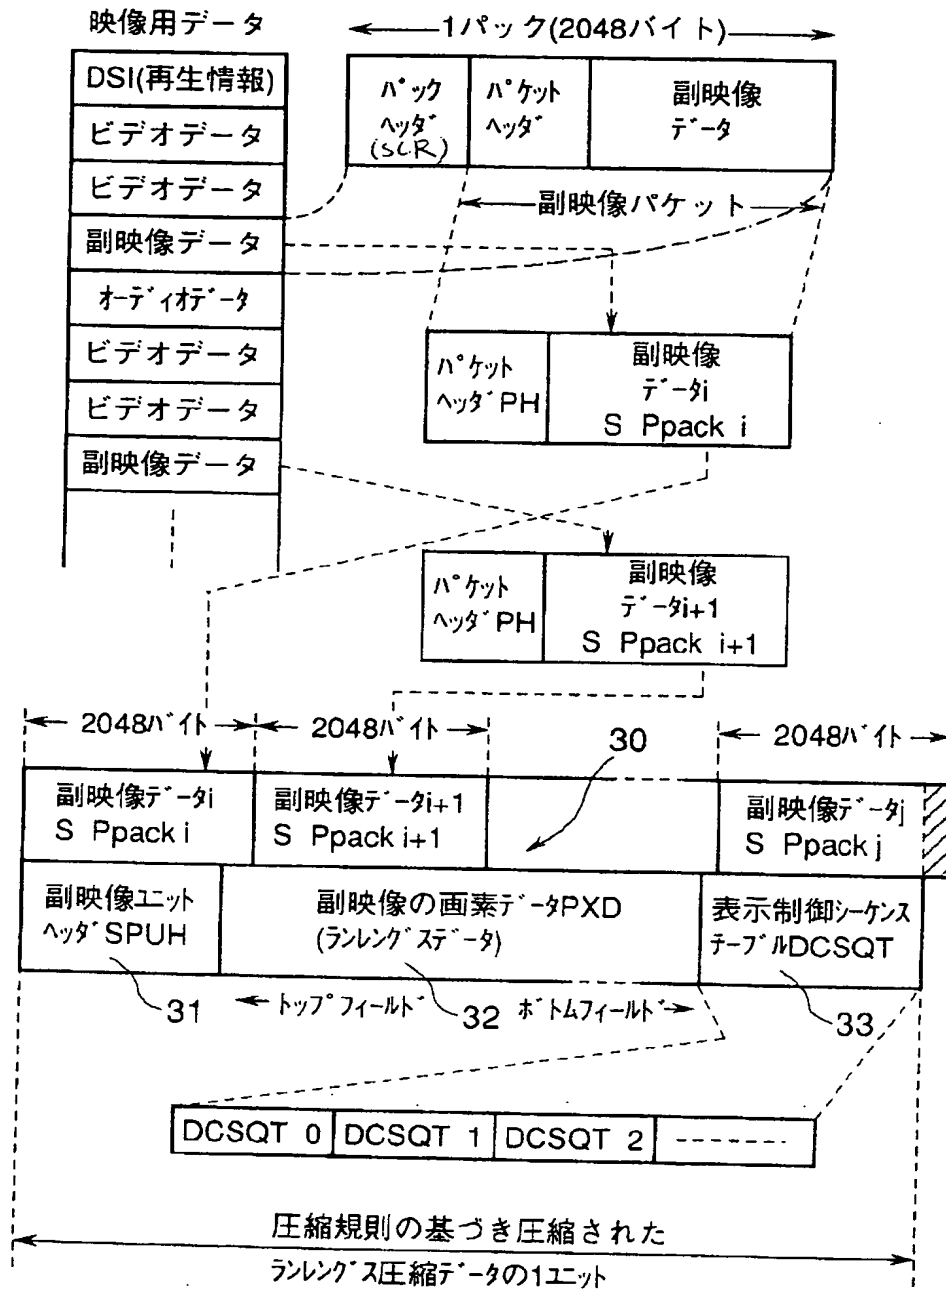 映像用データ
1パック(2048バイト)
DSI(再生情報)
ビデオデータ
ビデオデータ
副映像データ
オーディオデータ
ビデオデータ
ビデオデータ
副映像データ
パック
ヘッダ
(SCR)
パケット
ヘッダ
副映像
データ
副映像パケット
パケット
ヘッダPH
副映像
データi
S Ppack i
パケット
ヘッダPH
副映像
データi+1
S Ppack i+1
2048バイト
2048バイト
30
2048バイト
副映像データi
S Ppack i
副映像データi+1
S Ppack i+1
副映像データj
S Ppack j
副映像ユニット
ヘッダSPUH
副映像の画素データPXD
(ランレングスデータ)
表示制御シーケンス
テーブルDCSQT
31
トップフィールド
32
ボトムフィールド
33
DCSQT 0
DCSQT 1
DCSQT 2
圧縮規則の基づき圧縮された
ランレングス圧縮データの1ユニット